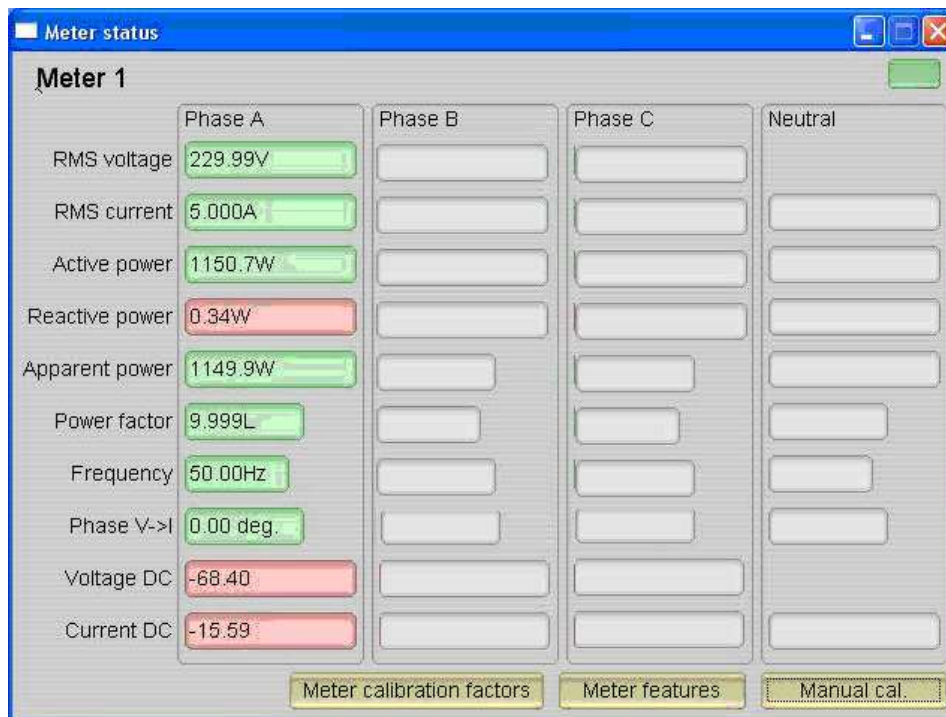 Meter status
Meter 1
Phase A Phase B Phase C Neutral
RMS voltage 229.99V
RMS current 5.000A
Active power 1150.7W
Reactive power 0.34W
Apparent power 1149.9W
Power factor 9.999L
Frequency 50.00Hz
Phase V->I 0.00 deg.
Voltage DC -68.40
Current DC -15.59
Meter calibration factors Meter features Manual cal.